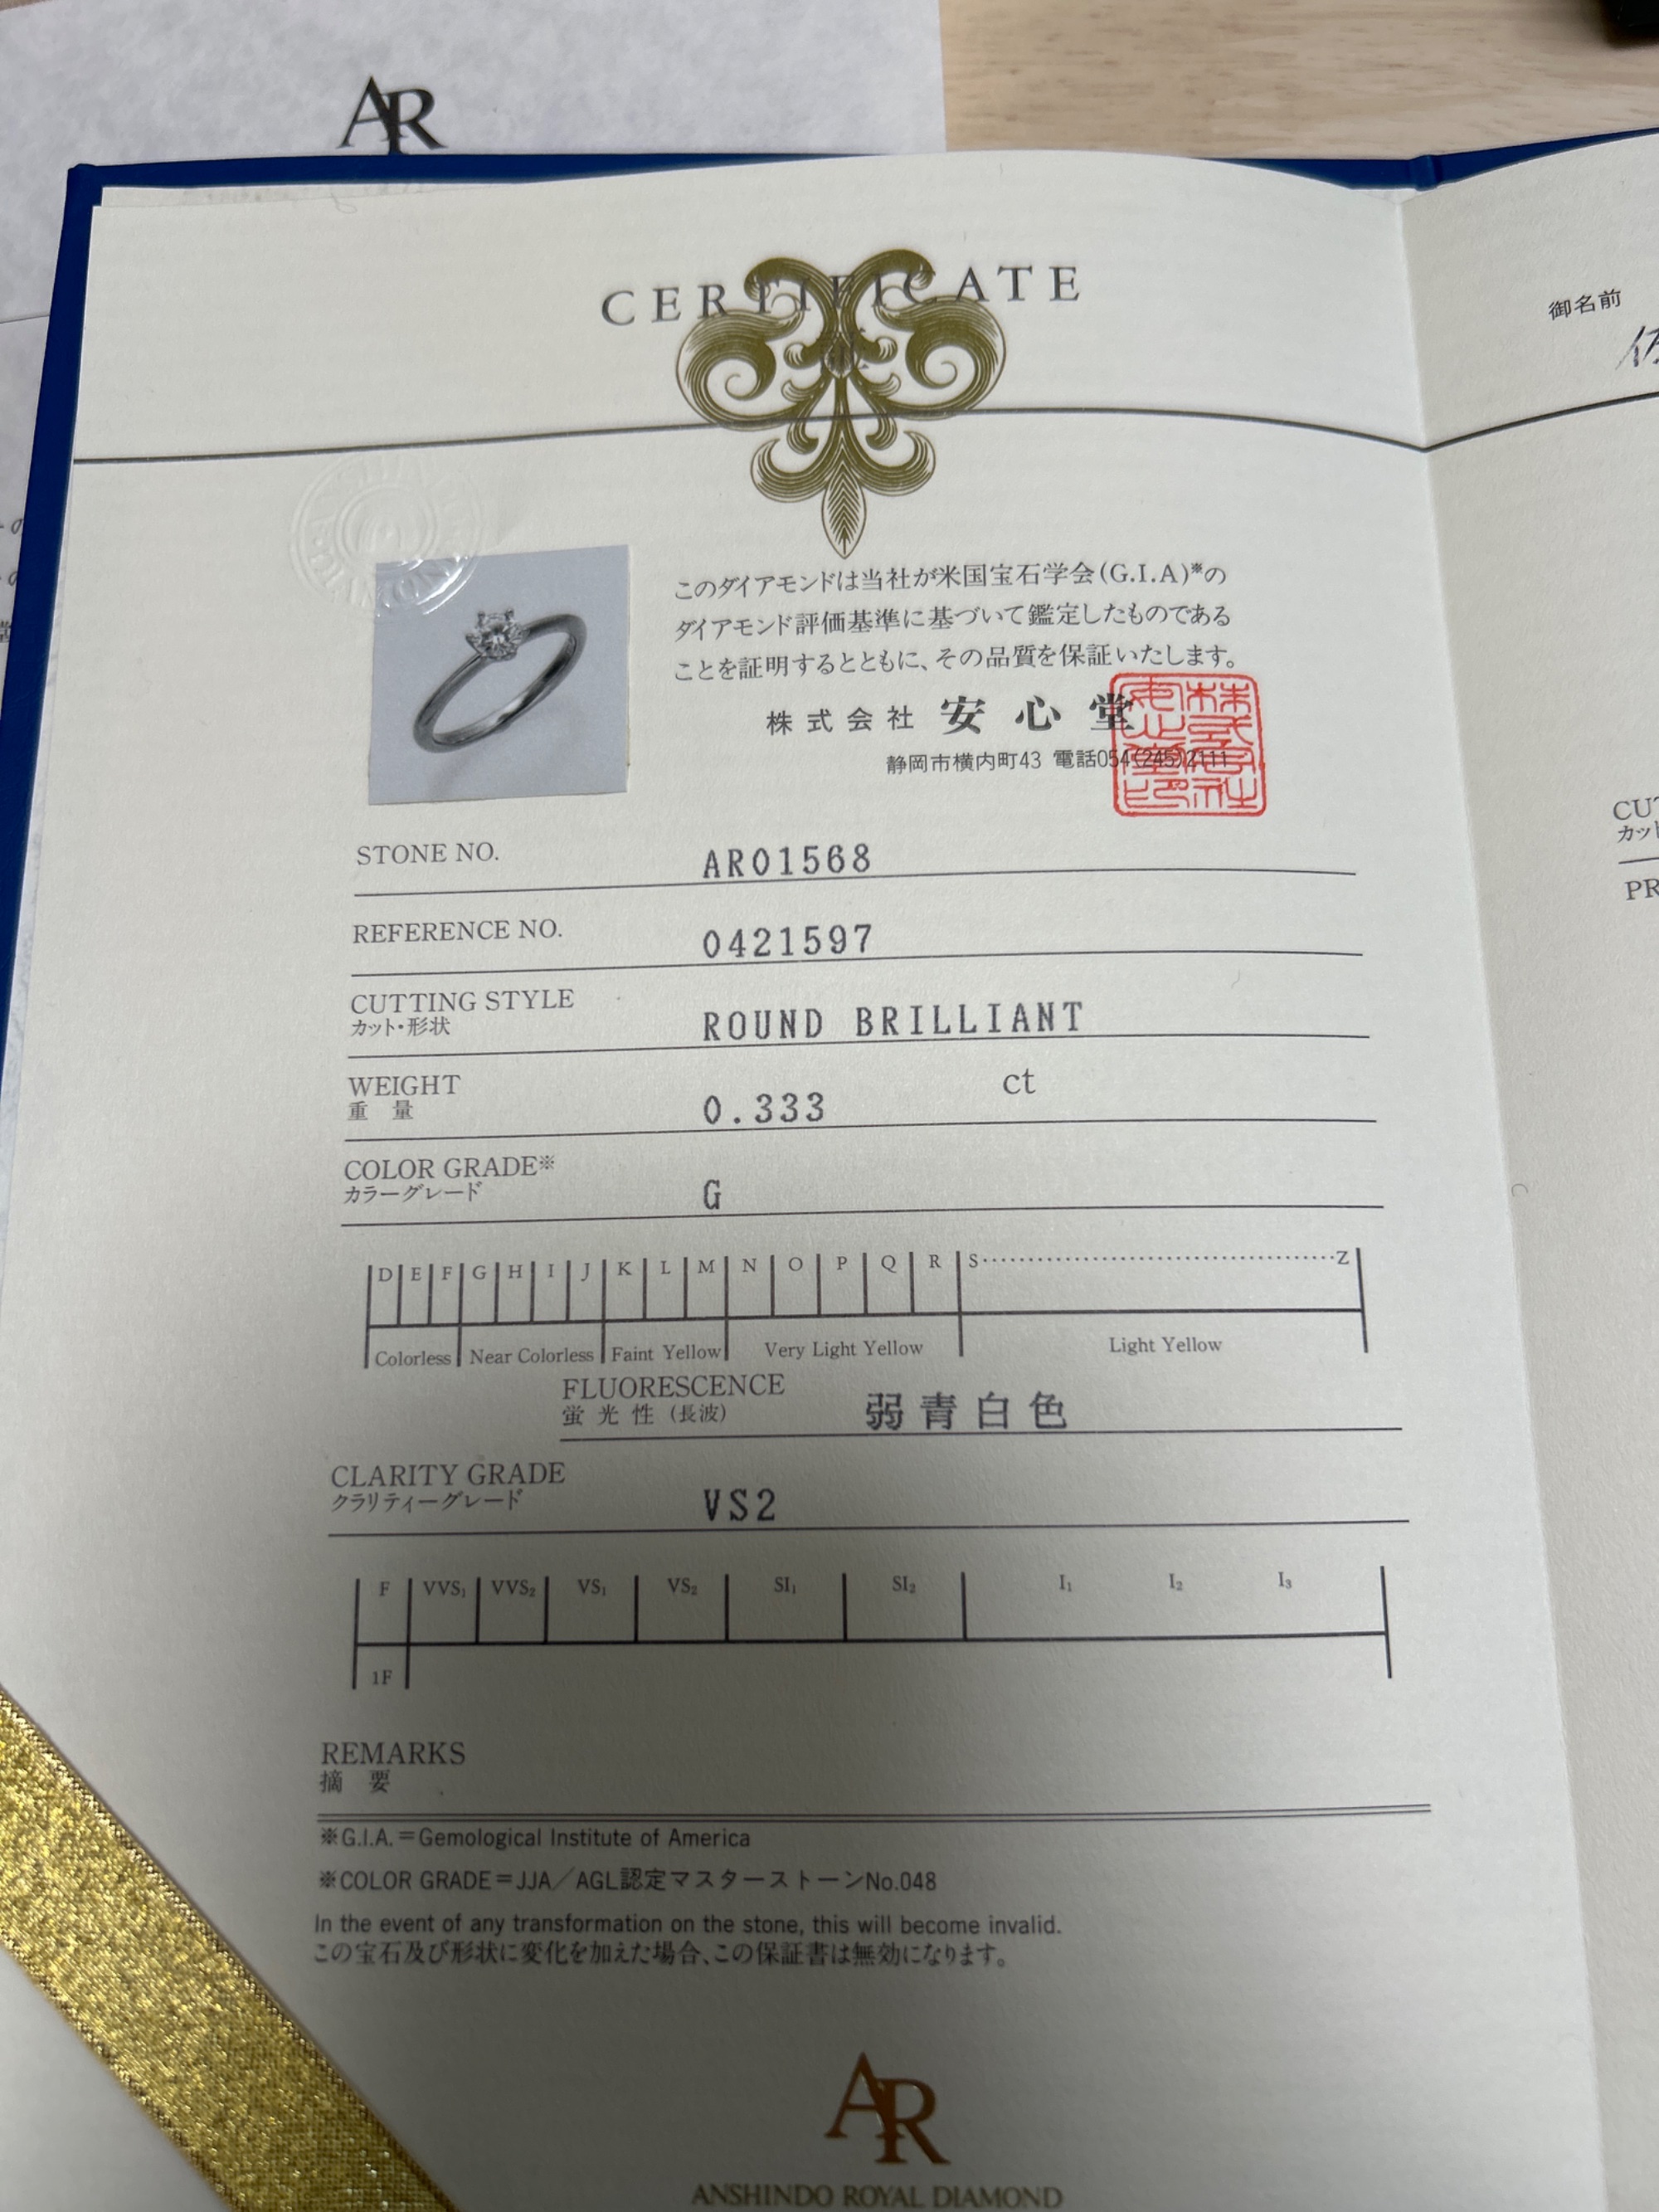 AR
CERTIFICATE
御名前
このダイアモンドは当社が米国宝石学会(G.I.A)※の
ダイアモンド評価基準に基づいて鑑定したものである
ことを証明するとともに、その品質を保証いたします。
株式会社 安心堂
静岡市横内町43 電話054(245)2111
STONE NO. AR01568
REFERENCE NO. 0421597
CUTTING STYLE
カット・形状 ROUND BRILLIANT
WEIGHT ct
重 量 0.333
COLOR GRADE※
カラーグレード G
D E F G H I J K L M N O P Q R S Z
Colorless Near Colorless Faint Yellow Very Light Yellow Light Yellow
FLUORESCENCE
蛍光性(長波) 弱青白色
CLARITY GRADE
クラリティーグレード VS2
F VVS₁ VVS₂ VS₁ VS₂ SI₁ SI₂ I₁ I₂ I₃
1F
REMARKS
摘 要
※G.I.A.=Gemological Institute of America
※COLOR GRADE=JJA/AGL認定マスターストーンNo.048
In the event of any transformation on the stone, this will become invalid.
この宝石及び形状に変化を加えた場合、この保証書は無効になります。
AR
ANSHINDO ROYAL DIAMOND